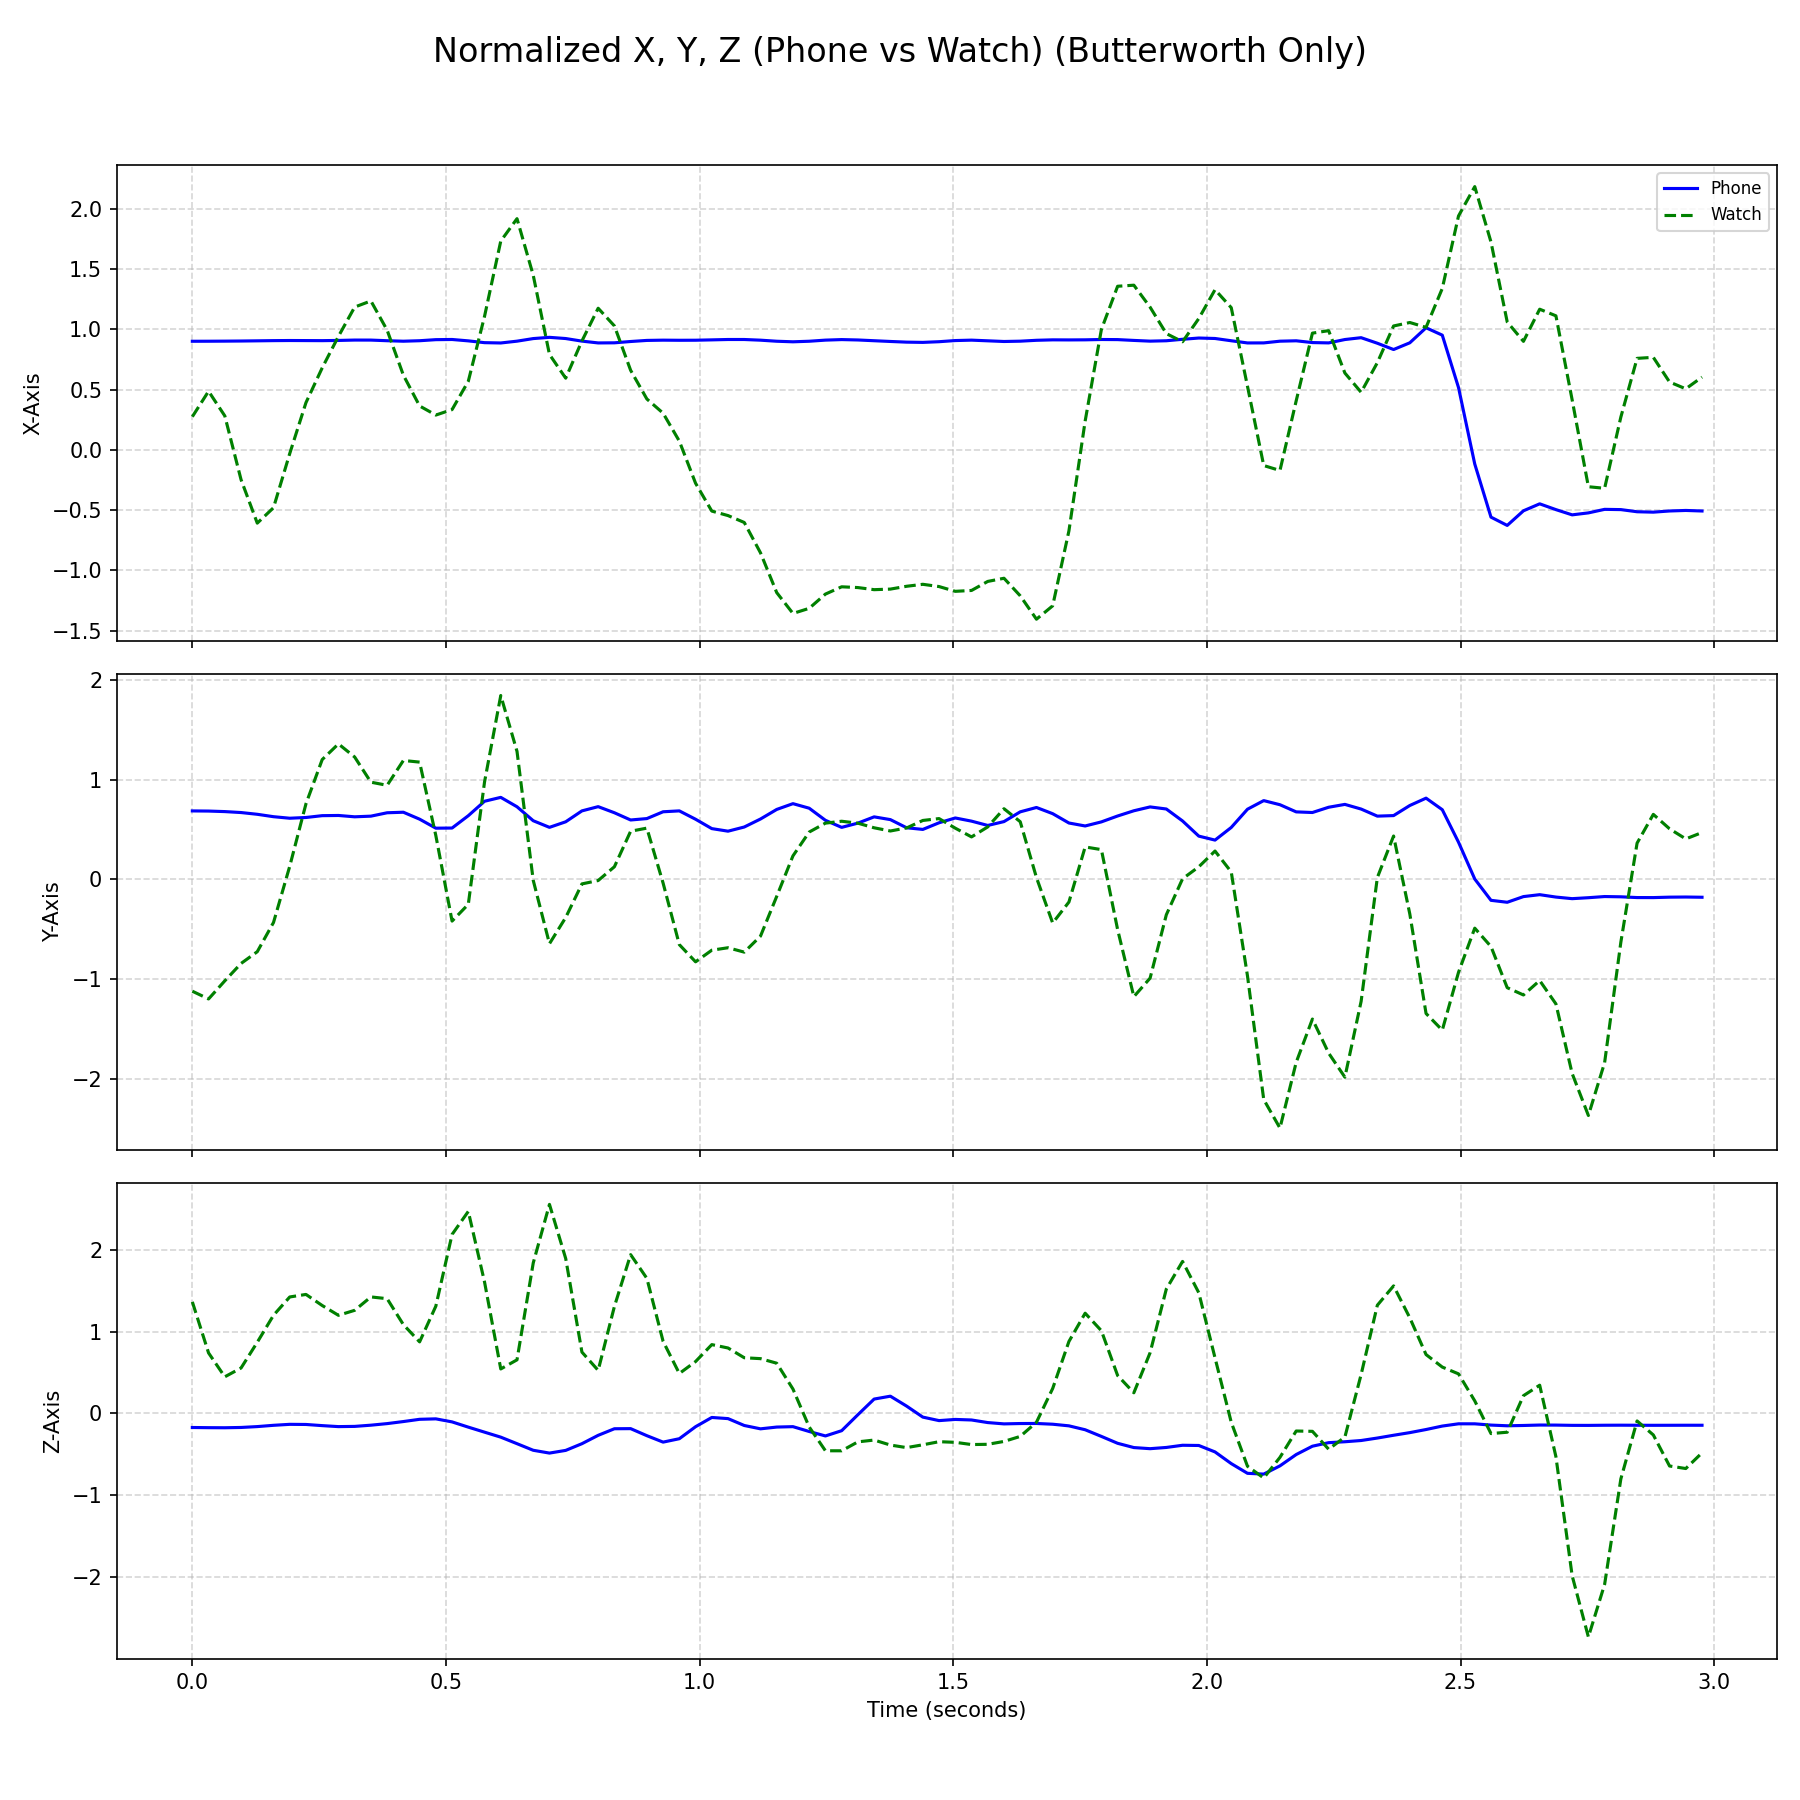 Normalized X, Y, Z (Phone vs Watch) (Butterworth Only)
Phone
Watch
X-Axis
2.0
1.5
1.0
0.5
0.0
−0.5
−1.0
−1.5
Y-Axis
2
1
0
−1
−2
Z-Axis
2
1
0
−1
−2
0.0 0.5 1.0 1.5 2.0 2.5 3.0
Time (seconds)